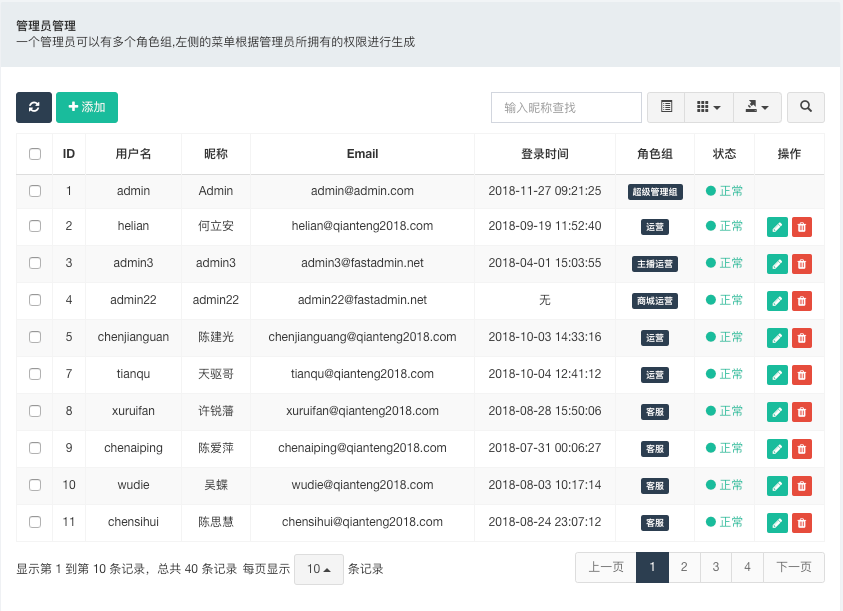 管理员管理
一个管理员可以有多个角色组,左侧的菜单根据管理员所拥有的权限进行生成
添加 输入昵称查找
ID 用户名 昵称 Email 登录时间 角色组 状态 操作
1 admin Admin admin@admin.com 2018-11-27 09:21:25 超级管理组 正常
2 helian 何立安 helian@qianteng2018.com 2018-09-19 11:52:40 运营 正常
3 admin3 admin3 admin3@fastadmin.net 2018-04-01 15:03:55 主播运营 正常
4 admin22 admin22 admin22@fastadmin.net 无 商城运营 正常
5 chenjianguan 陈建光 chenjianguang@qianteng2018.com 2018-10-03 14:33:16 运营 正常
7 tianqu 天驱哥 tianqu@qianteng2018.com 2018-10-04 12:41:12 运营 正常
8 xuruifan 许锐藩 xuruifan@qianteng2018.com 2018-08-28 15:50:06 客服 正常
9 chenaiping 陈爱萍 chenaiping@qianteng2018.com 2018-07-31 00:06:27 客服 正常
10 wudie 吴蝶 wudie@qianteng2018.com 2018-08-03 10:17:14 客服 正常
11 chensihui 陈思慧 chensihui@qianteng2018.com 2018-08-24 23:07:12 客服 正常
显示第 1 到第 10 条记录，总共 40 条记录 每页显示 10 条记录 上一页 1 2 3 4 下一页